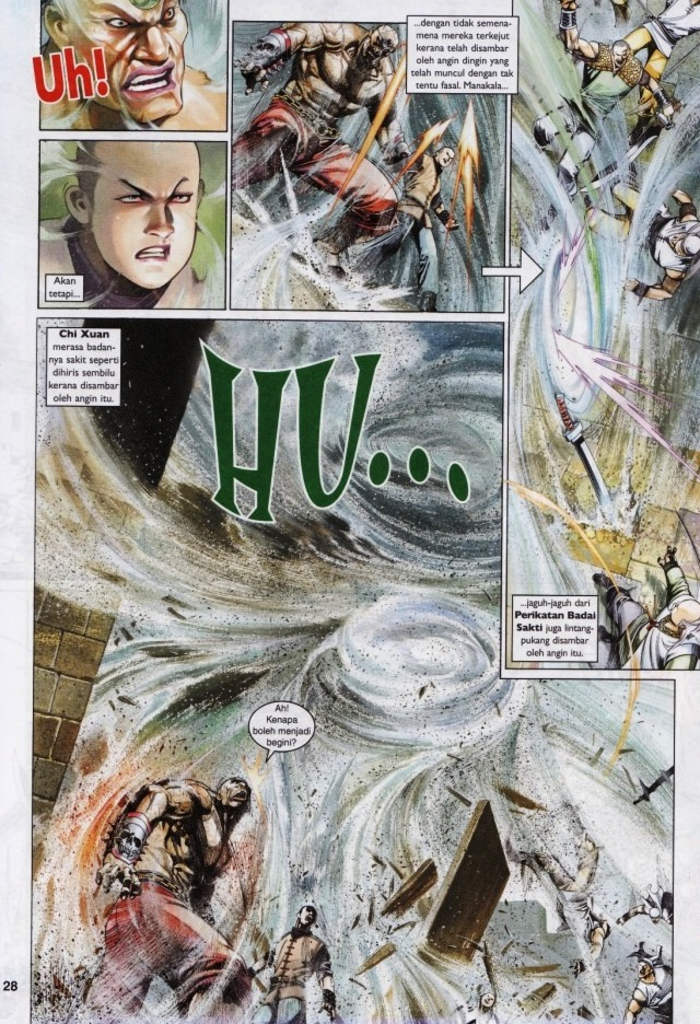 Uh!
...dengan tidak semena-
mena mereka terkejut
kerana telah disambar
oleh angin dingin yang
telah muncul dengan tak
tentu fasal. Manakala...
Akan
tetapi...
...jaguh-jaguh dari
Perikatan Badai
Sakti juga lintang-
pukang disambar
oleh angin itu.
Chi Xuan
merasa badan-
nya sakit seperti
dihiris sembilu
kerana disambar
oleh angin itu.
HU...
Ah!
Kenapa
boleh menjadi
begini?
28